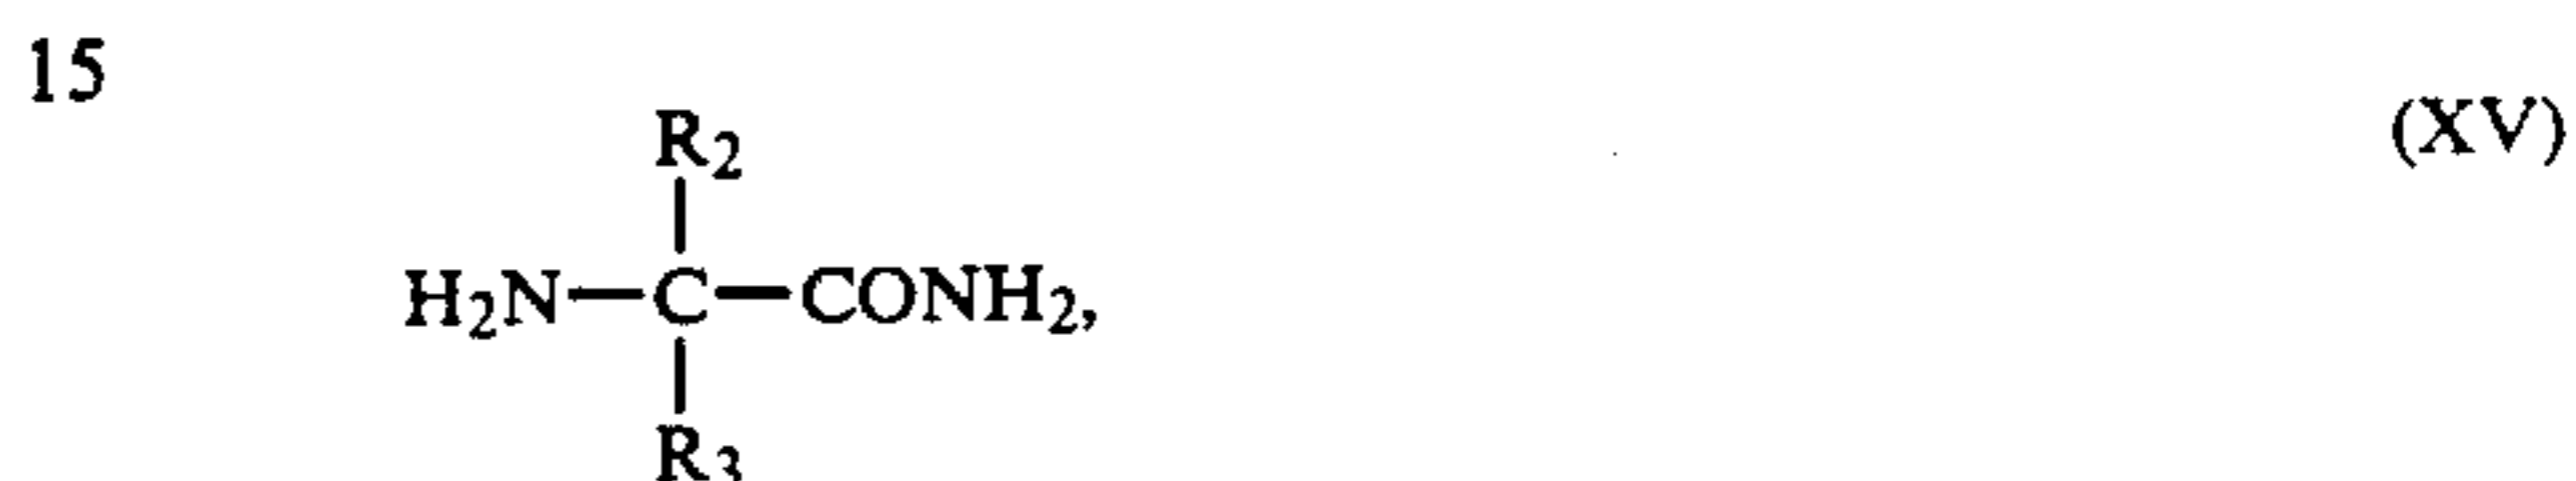 15
(XV)
R2
H2N—C—CONH2,
R3